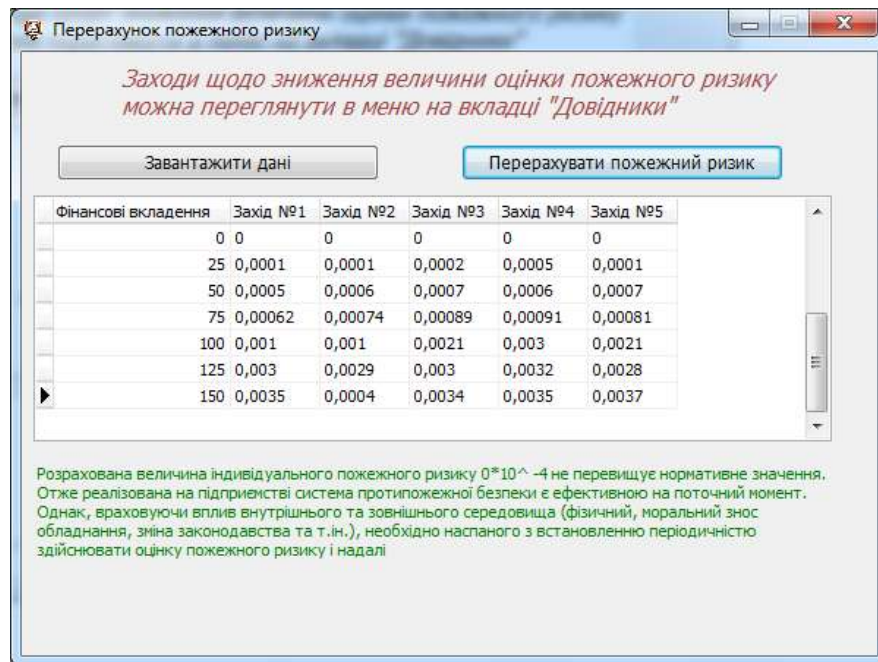 Перерахунок пожежного ризику
Заходи щодо зниження величини оцінки пожежного ризику
можна переглянути в меню на вкладці "Довідники"
Завантажити дані Перерахувати пожежний ризик
Фінансові вкладення Захід №1 Захід №2 Захід №3 Захід №4 Захід №5
0 0 0 0 0 0
25 0,0001 0,0001 0,0002 0,0005 0,0001
50 0,0005 0,0006 0,0007 0,0006 0,0007
75 0,00062 0,00074 0,00089 0,00091 0,00081
100 0,001 0,001 0,0021 0,003 0,0021
125 0,003 0,0029 0,003 0,0032 0,0028
150 0,0035 0,0004 0,0034 0,0035 0,0037
Розрахована величина індивідуального пожежного ризику 0*10^ -4 не перевищує нормативне значення.
Отже реалізована на підприємстві система протипожежної безпеки є ефективною на поточний момент.
Однак, враховуючи вплив внутрішнього та зовнішнього середовища (фізичний, моральний знос
обладнання, зміна законодавства та т.ін.), необхідно наспаного з встановленню періодичністю
здійснювати оцінку пожежного ризику і надалі